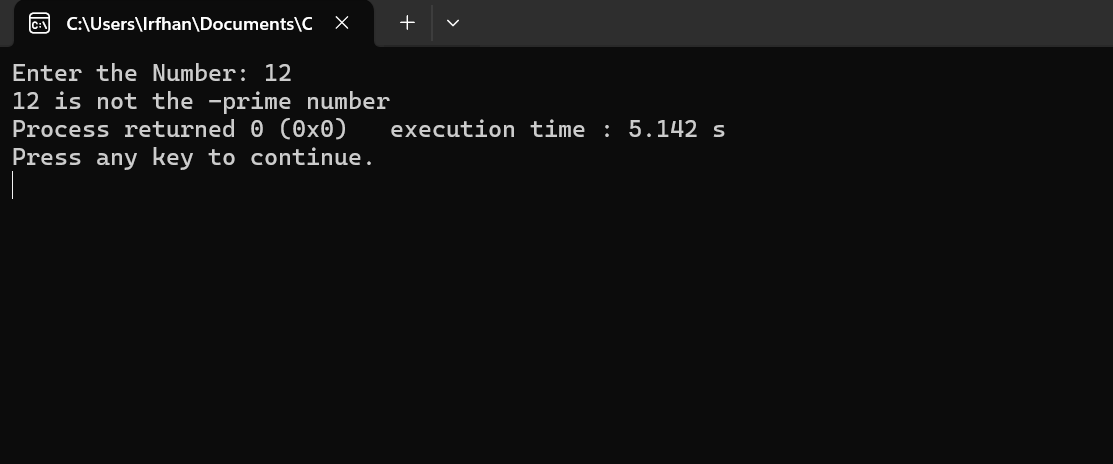 C:\Users\Irfhan\Documents\C
Enter the Number: 12
12 is not the -prime number
Process returned 0 (0x0)   execution time : 5.142 s
Press any key to continue.